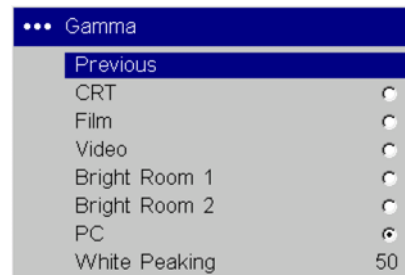 ••• Gamma
Previous
CRT
Film
Video
Bright Room 1
Bright Room 2
PC
White Peaking 50